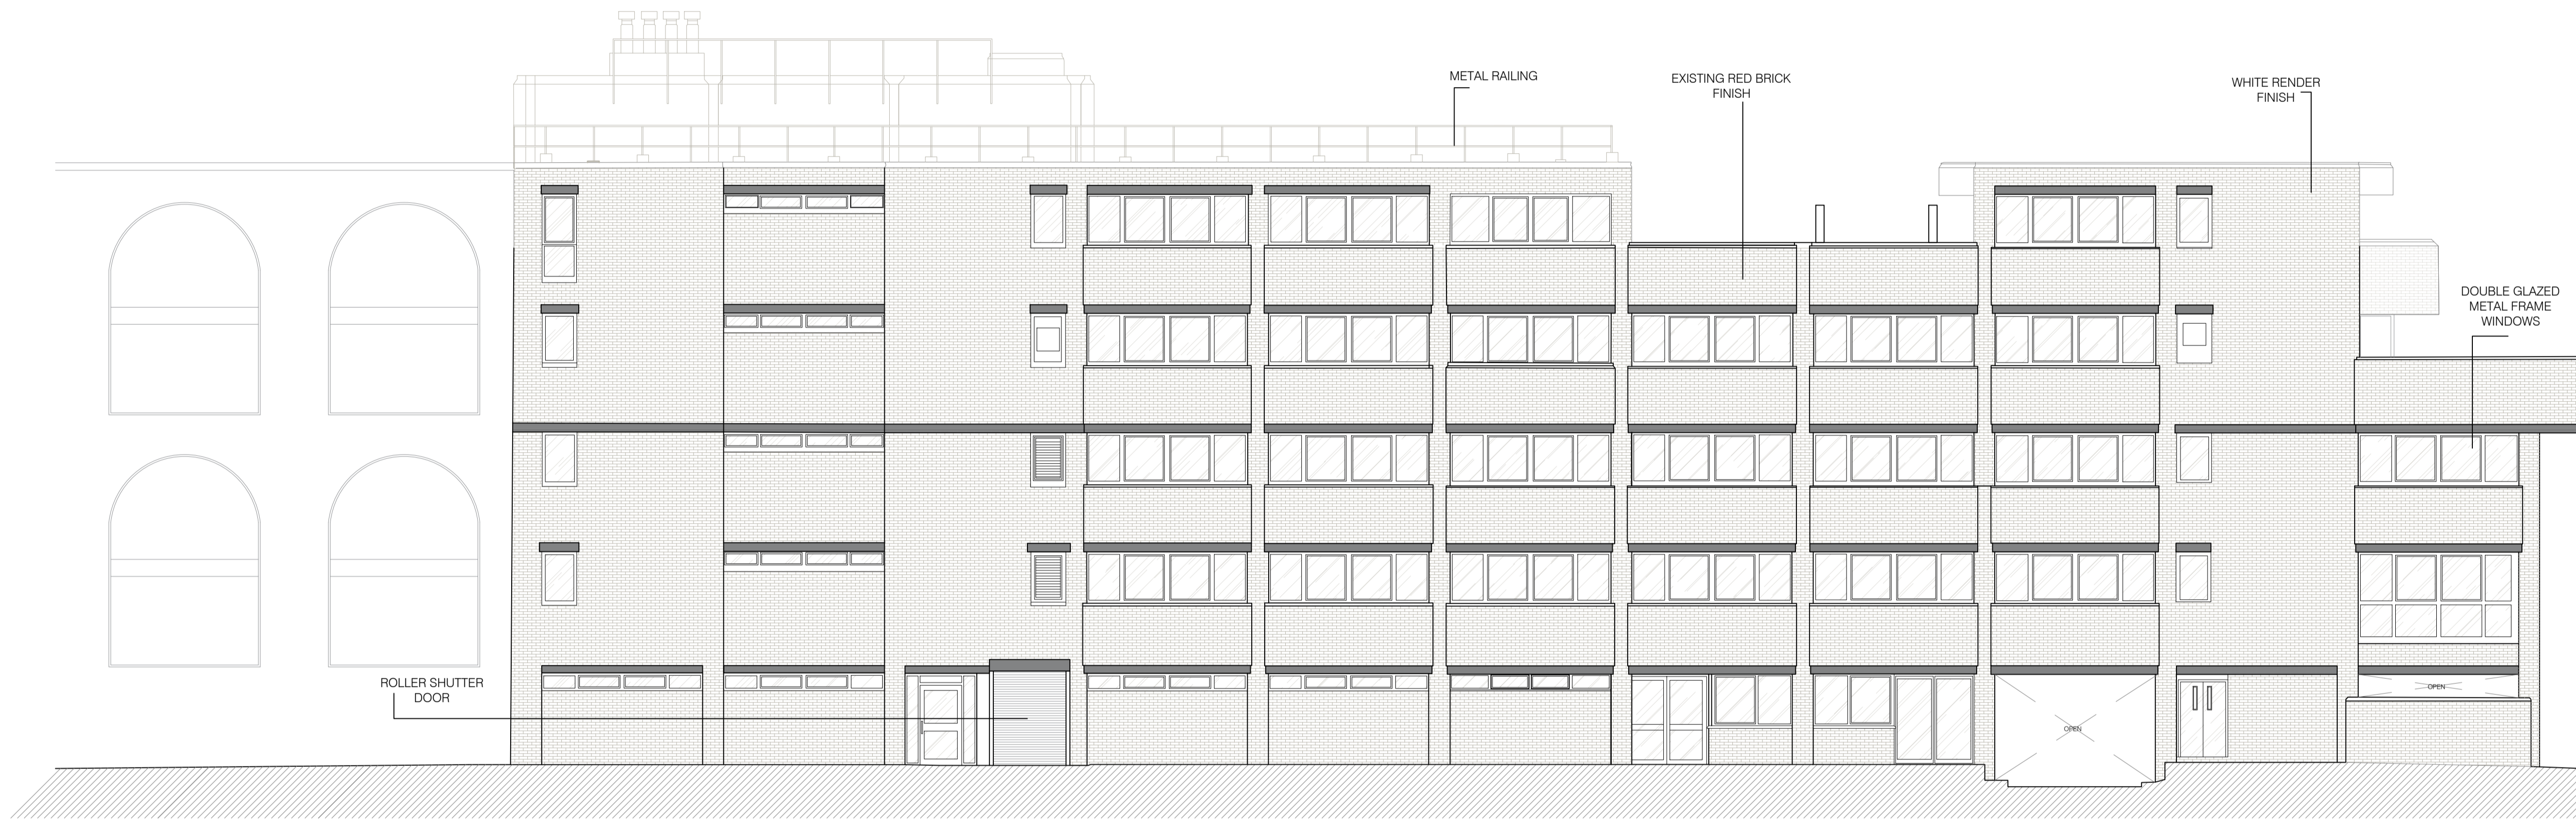 METAL RAILING
EXISTING RED BRICK
FINISH
WHITE RENDER
FINISH
DOUBLE GLAZED
METAL FRAME
WINDOWS
ROLLER SHUTTER
DOOR
OPEN
OPEN